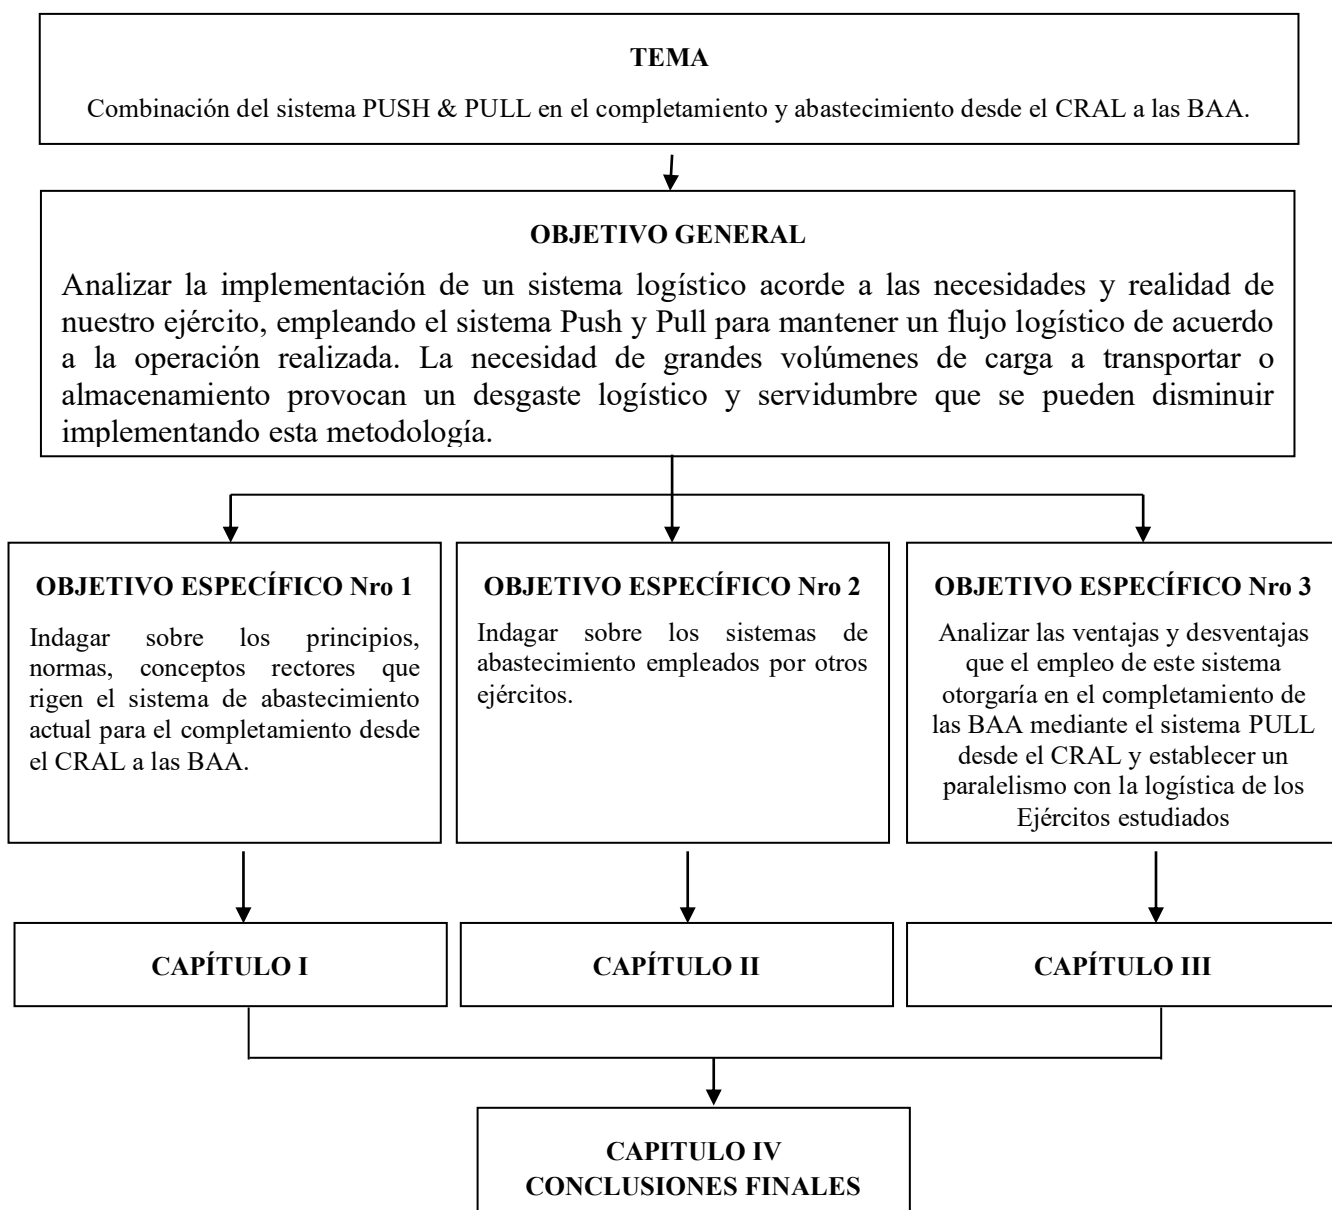 TEMA
Combinación del sistema PUSH & PULL en el completamiento y abastecimiento desde el CRAL a las BAA.
OBJETIVO GENERAL
Analizar la implementación de un sistema logístico acorde a las necesidades y realidad de
nuestro ejército, empleando el sistema Push y Pull para mantener un flujo logístico de acuerdo
a la operación realizada. La necesidad de grandes volúmenes de carga a transportar o
almacenamiento provocan un desgaste logístico y servidumbre que se pueden disminuir
implementando esta metodología.
OBJETIVO ESPECÍFICO Nro 1
Indagar sobre los principios,
normas, conceptos rectores que
rigen el sistema de abastecimiento
actual para el completamiento desde
el CRAL a las BAA.
OBJETIVO ESPECÍFICO Nro 2
Indagar sobre los sistemas de
abastecimiento empleados por otros
ejércitos.
OBJETIVO ESPECÍFICO Nro 3
Analizar las ventajas y desventajas
que el empleo de este sistema
otorgaría en el completamiento de
las BAA mediante el sistema PULL
desde el CRAL y establecer un
paralelismo con la logística de los
Ejércitos estudiados
CAPÍTULO I
CAPÍTULO II
CAPÍTULO III
CAPITULO IV
CONCLUSIONES FINALES